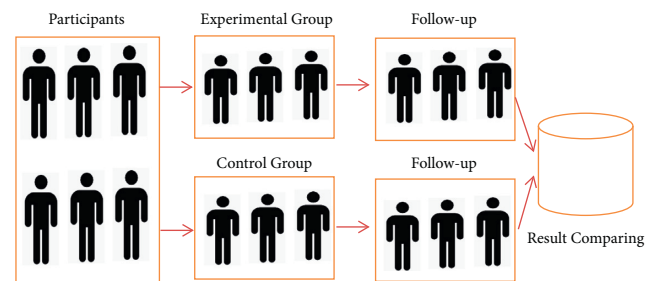 Participants
Experimental Group
Follow-up
Control Group
Follow-up
Result Comparing